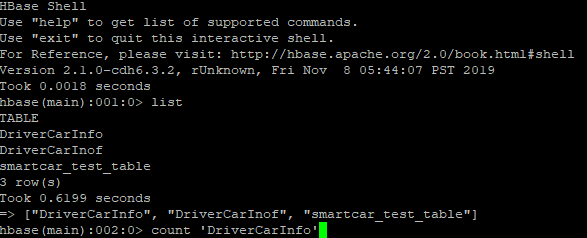 HBase Shell
Use "help" to get list of supported commands.
Use "exit" to quit this interactive shell.
For Reference, please visit: http://hbase.apache.org/2.0/book.html#shell
Version 2.1.0-cdh6.3.2, rUnknown, Fri Nov  8 05:44:07 PST 2019
Took 0.0018 seconds
hbase(main):001:0> list
TABLE
DriverCarInfo
DriverCarInof
smartcar_test_table
3 row(s)
Took 0.6199 seconds
=> ["DriverCarInfo", "DriverCarInof", "smartcar_test_table"]
hbase(main):002:0> count 'DriverCarInfo'